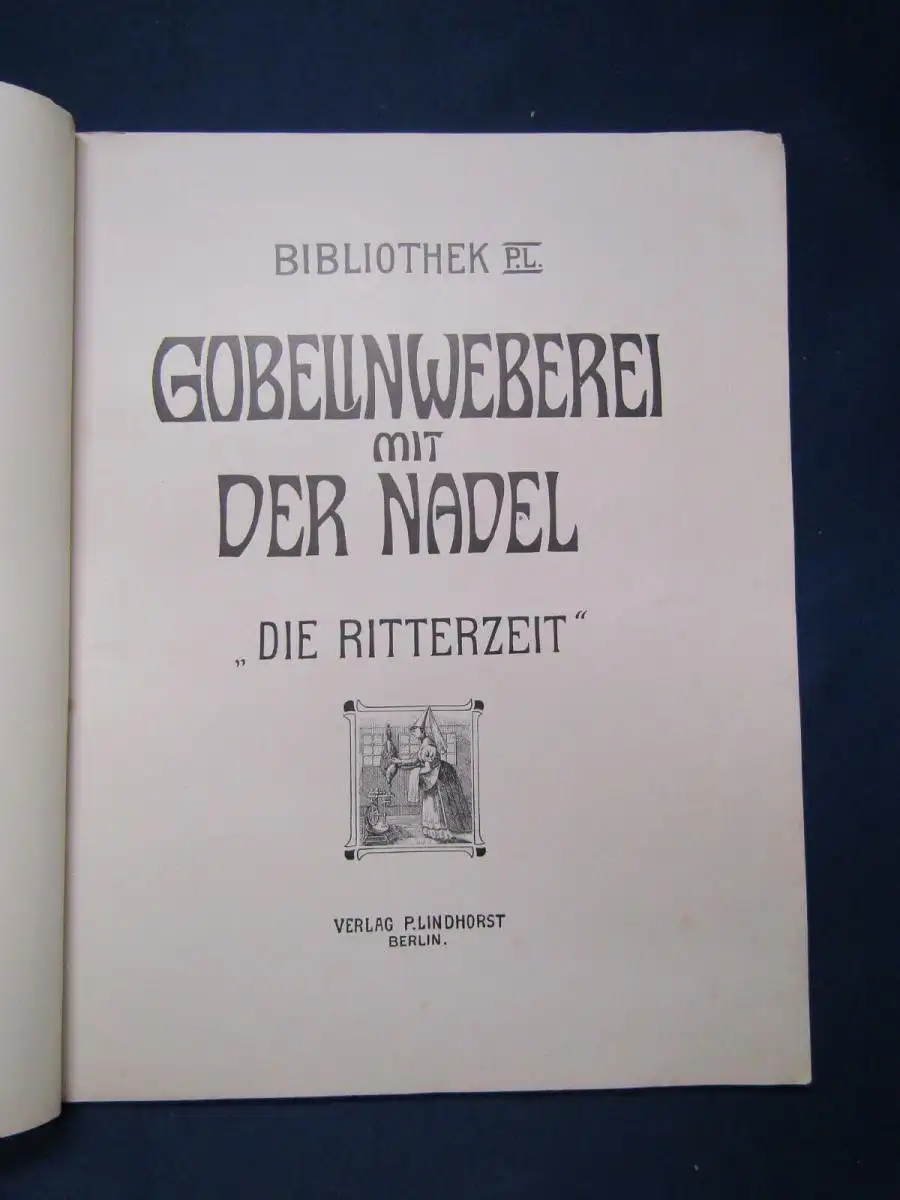 BIBLIOTHEK P.L.
GOBELINWEBEREI
MIT
DER NADEL
„DIE RITTERZEIT“
VERLAG P. LINDHORST
BERLIN.